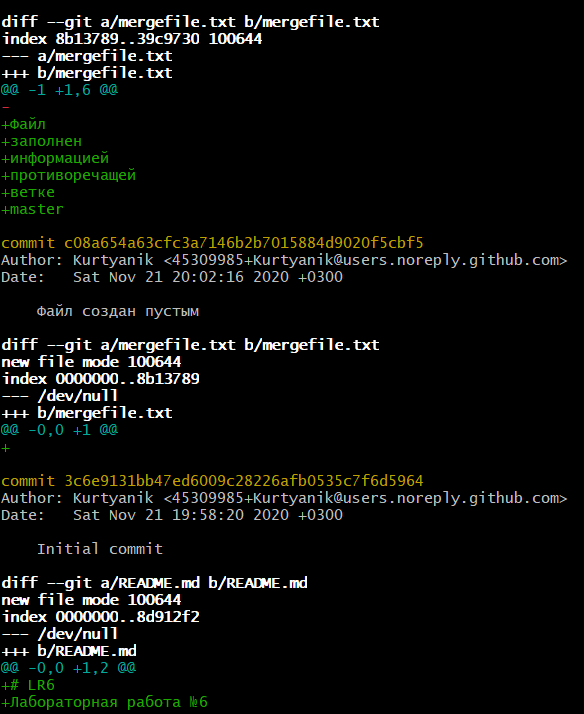 diff --git a/mergefile.txt b/mergefile.txt
index 8b13789..39c9730 100644
--- a/mergefile.txt
+++ b/mergefile.txt
@@ -1 +1,6 @@
-
+Файл
+заполнен
+информацией
+противоречащей
+ветке
+master
commit c08a654a63cfc3a7146b2b7015884d9020f5cbf5
Author: Kurtyanik <45309985+Kurtyanik@users.noreply.github.com>
Date:   Sat Nov 21 20:02:16 2020 +0300
    Файл создан пустым
diff --git a/mergefile.txt b/mergefile.txt
new file mode 100644
index 0000000..8b13789
--- /dev/null
+++ b/mergefile.txt
@@ -0,0 +1 @@
+
commit 3c6e9131bb47ed6009c28226afb0535c7f6d5964
Author: Kurtyanik <45309985+Kurtyanik@users.noreply.github.com>
Date:   Sat Nov 21 19:58:20 2020 +0300
    Initial commit
diff --git a/README.md b/README.md
new file mode 100644
index 0000000..8d912f2
--- /dev/null
+++ b/README.md
@@ -0,0 +1,2 @@
+# LR6
+Лабораторная работа №6